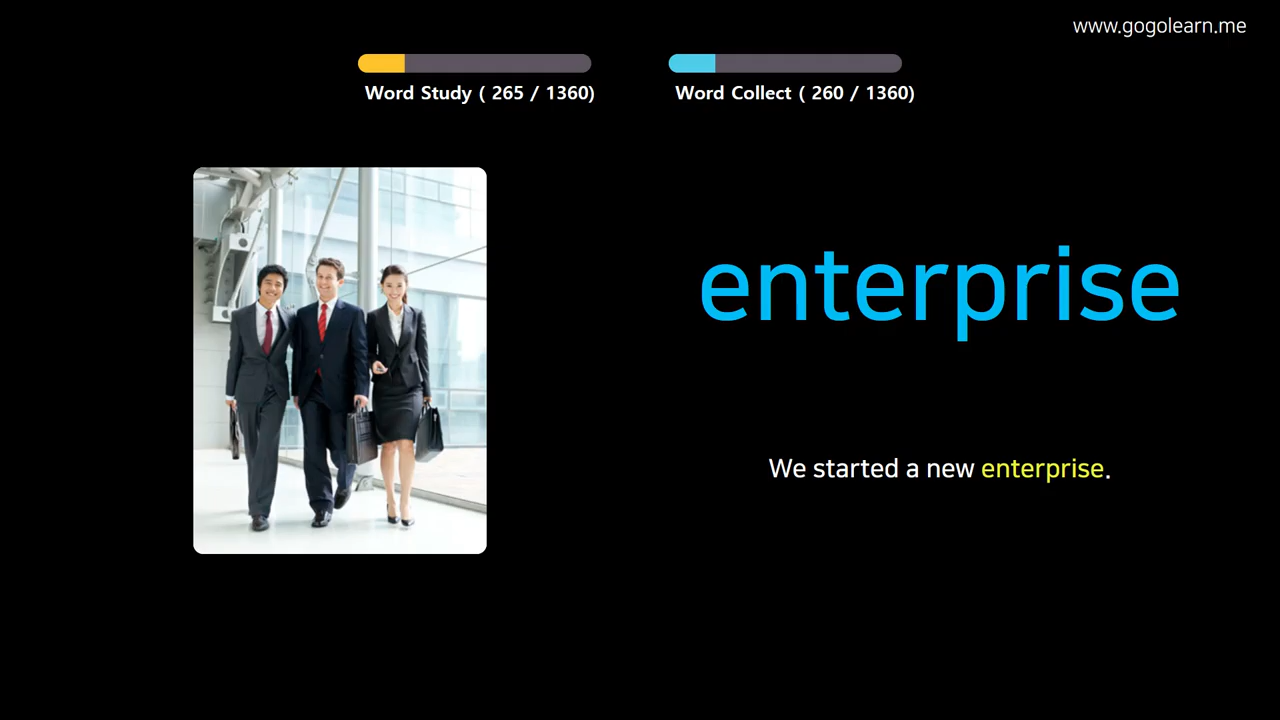 www.gogolearn.me
Word Study ( 265 / 1360)
Word Collect ( 260 / 1360)
enterprise
We started a new enterprise.